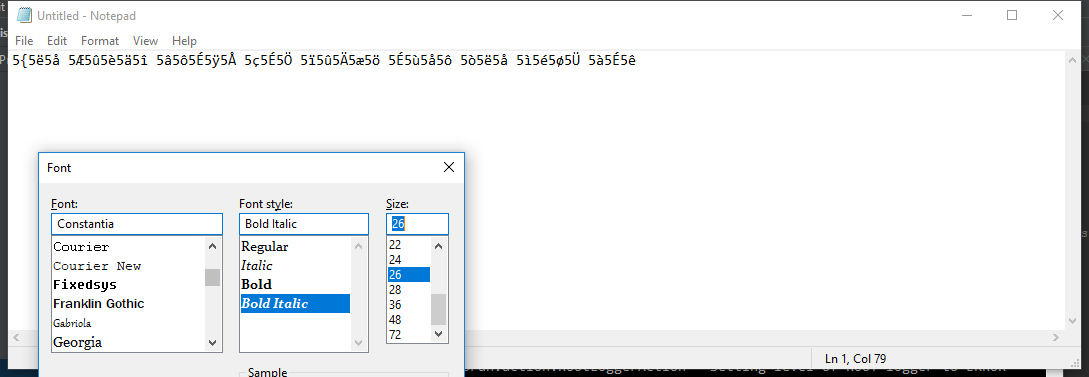 Untitled - Notepad
File Edit Format View Help
5{5ë5å 5Æ5û5è5ä5î 5â5ô5É5ÿ5Å 5ç5É5Ö 5ï5û5Ä5æ5ö 5É5ù5å5ô 5ò5ë5å 5ì5é5ø5Ü 5à5É5ê
Font
Font: Font style: Size:
Constantia Bold Italic 26
Courier Regular 22
Courier New Italic 24
Fixedsys Bold 26
Franklin Gothic Bold Italic 28
Gabriola 36
Georgia 48
72
Ln 1, Col 79
Sample